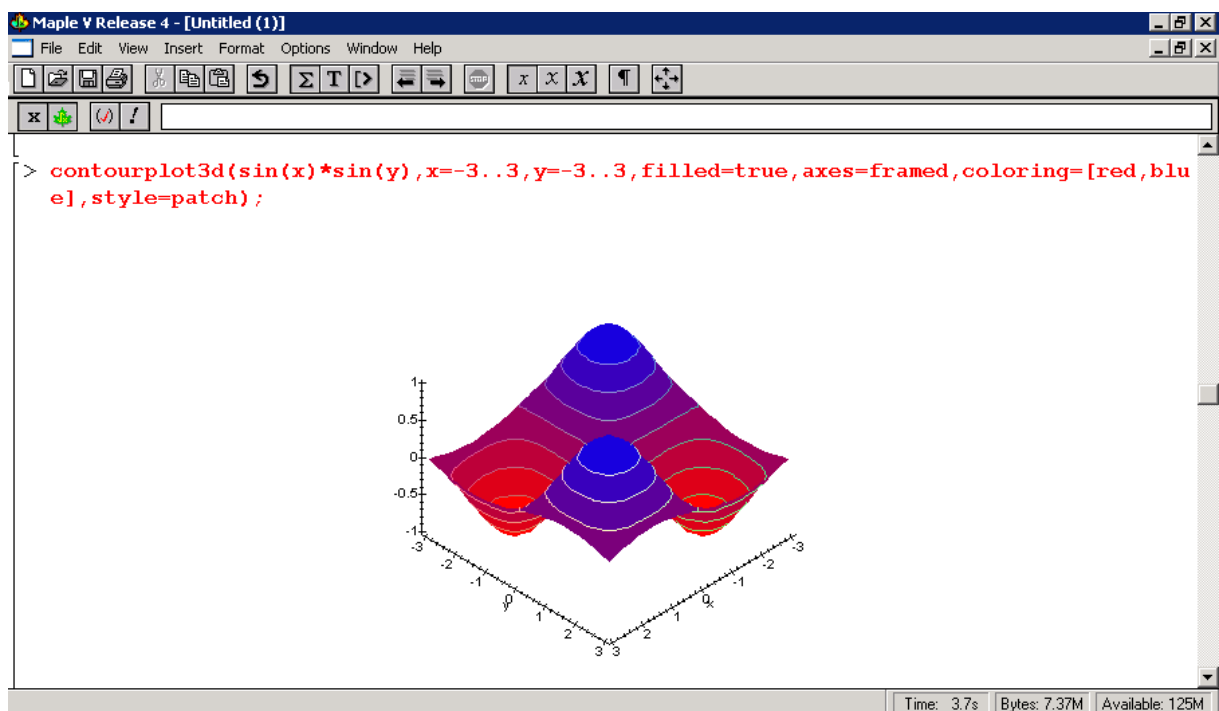 Maple V Release 4 - [Untitled (1)]
File Edit View Insert Format Options Window Help
Σ T [> STOP x x x ¶
x (√) !
> contourplot3d(sin(x)*sin(y),x=-3..3,y=-3..3,filled=true,axes=framed,coloring=[red,blu
e],style=patch);
1
0.5
0
-0.5
-1
-3 -3
-2 -2
-1 -1
0 y 0 x
1 1
2 2
3 3
Time: 3.7s Bytes: 7.37M Available: 125M